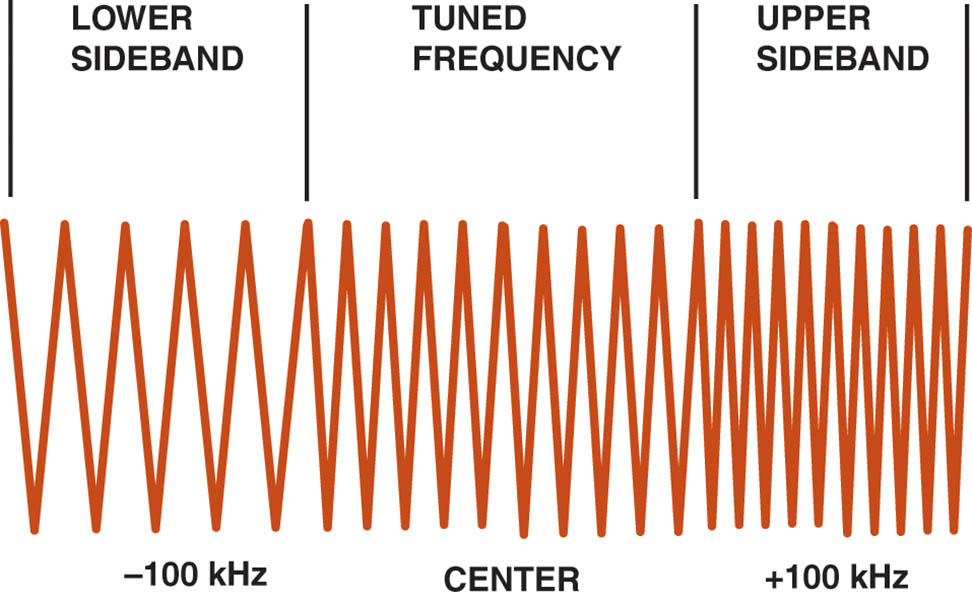 LOWER
SIDEBAND
TUNED
FREQUENCY
UPPER
SIDEBAND
–100 kHz
CENTER
+100 kHz